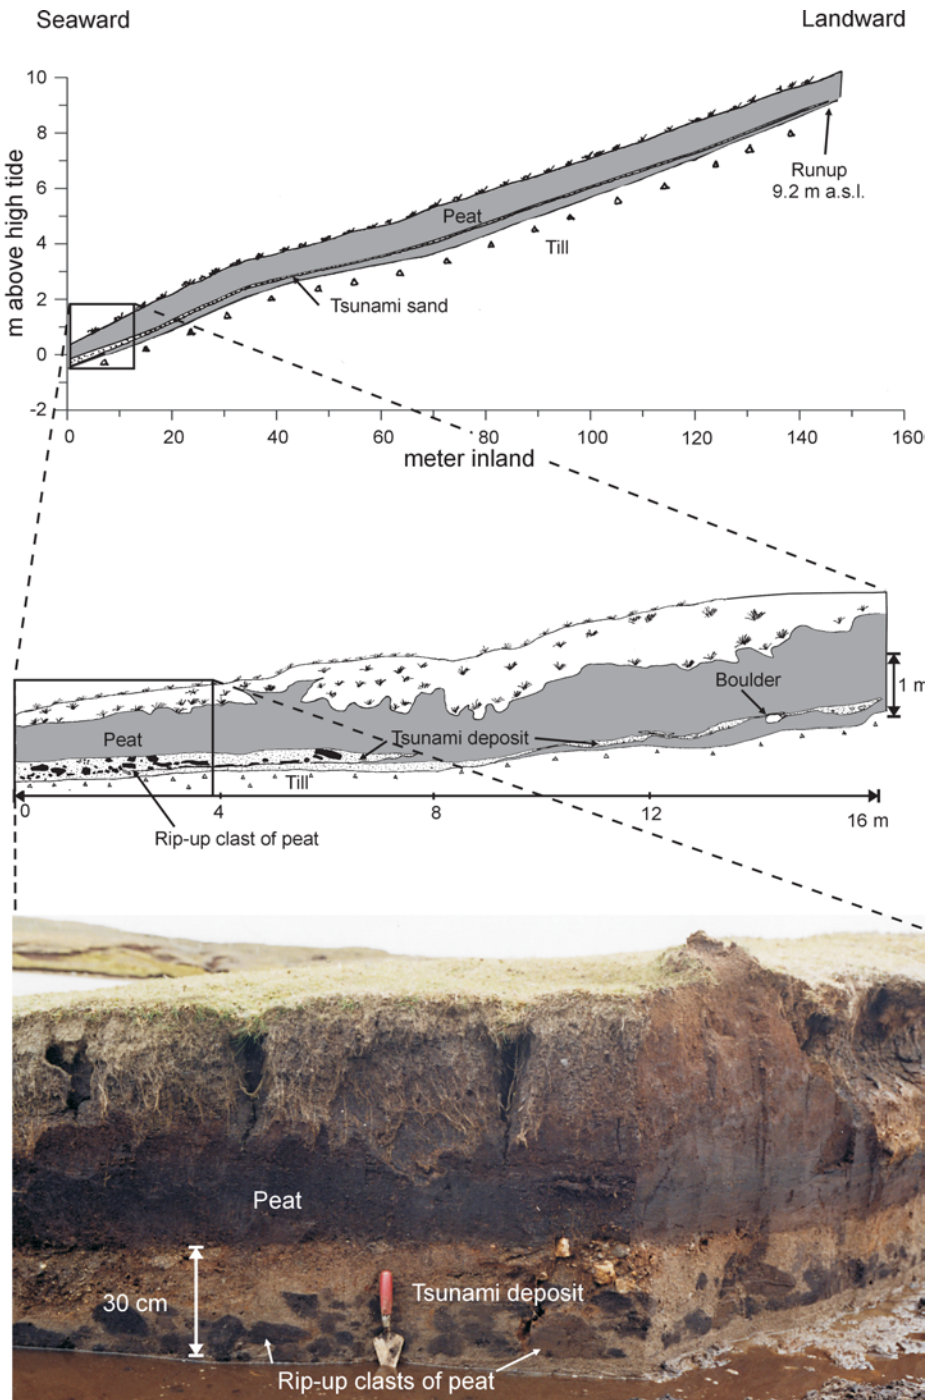 Seaward
Landward
10
8
6
4
2
0
-2
m above high tide
Peat
Till
Tsunami sand
Runup
9.2 m a.s.l.
0
20
40
60
80
100
120
140
160
meter inland
Boulder
1 m
Peat
Tsunami deposit
Till
0
4
8
12
16 m
Rip-up clast of peat
Peat
30 cm
Tsunami deposit
Rip-up clasts of peat